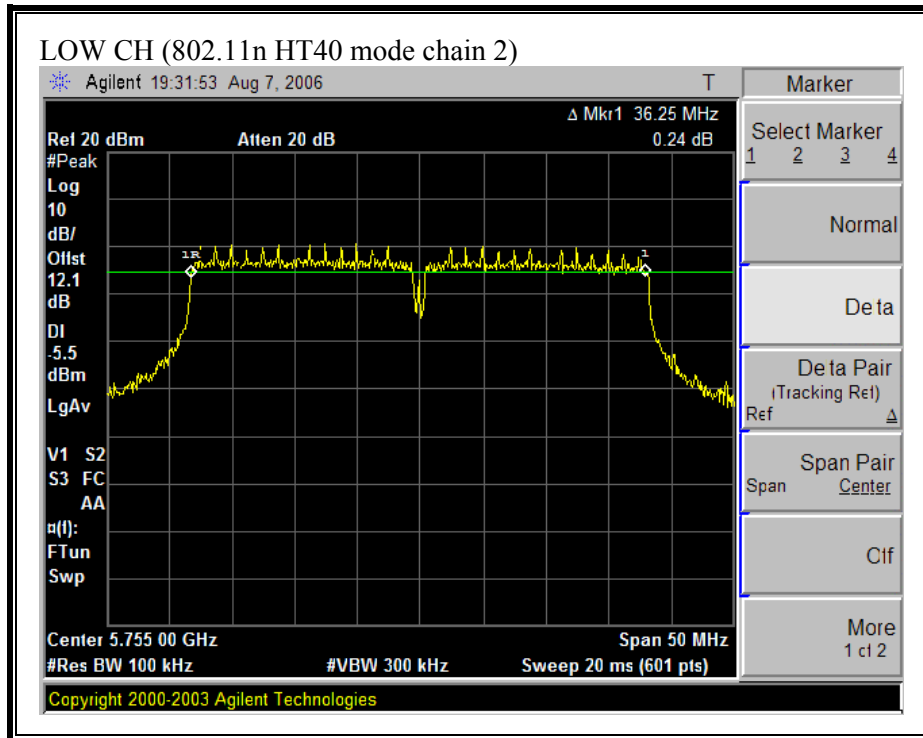 LOW CH (802.11n HT40 mode chain 2)
Agilent 19:31:53 Aug 7, 2006 T
Marker
Δ Mkr1 36.25 MHz
Ref 20 dBm Atten 20 dB 0.24 dB
#Peak
Log
10
dB/
Offst
12.1
dB
DI
-5.5
dBm
LgAv
V1 S2
S3 FC
AA
¤(f):
FTun
Swp
1R
1
Center 5.755 00 GHz Span 50 MHz
#Res BW 100 kHz #VBW 300 kHz Sweep 20 ms (601 pts)
Select Marker
1 2 3 4
Normal
Delta
Delta Pair
(Tracking Ref)
Ref Δ
Span Pair
Span Center
Off
More
1 of 2
Copyright 2000-2003 Agilent Technologies